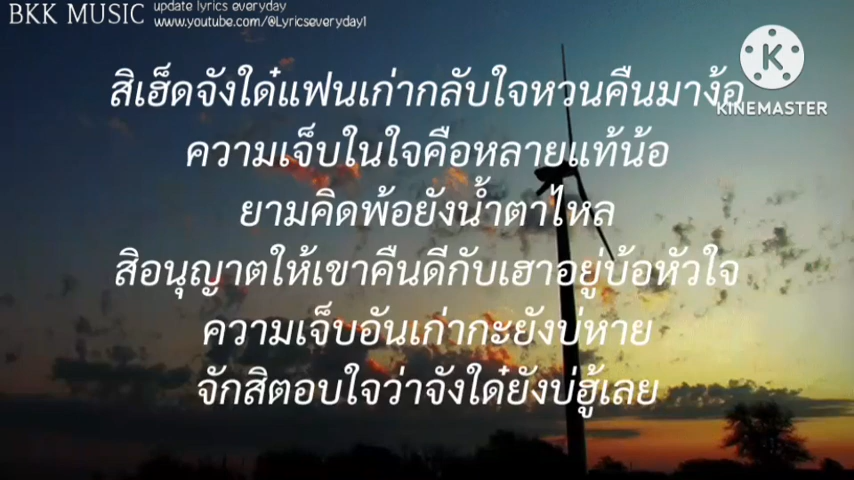 BKK MUSIC
update lyrics everyday
www.youtube.com/@Lyricseveryday1
KINEMASTER
สิเฮ็ดจังใด๋แฟนเก่ากลับใจหวนคืนมาง้อ
ความเจ็บในใจคือหลายแท้น้อ
ยามคิดพ้อยังน้ำตาไหล
สิอนุญาตให้เขาคืนดีกับเฮาอยู่บ้อหัวใจ
ความเจ็บอันเก่ากะยังบ่หาย
จักสิตอบใจว่าจังใด๋ยังบ่ฮู้เลย